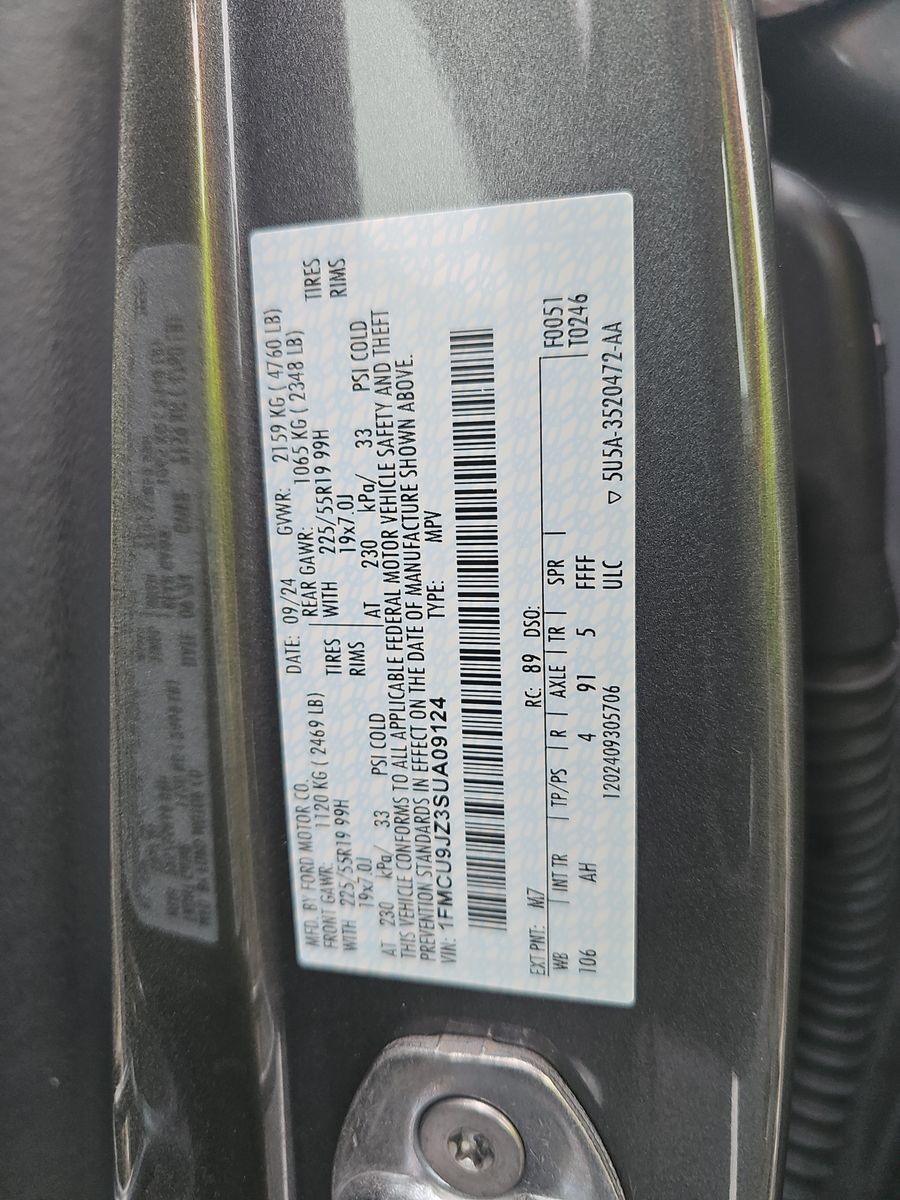 MFD. BY FORD MOTOR CO. DATE: 09/24 GVWR: 2159 KG ( 4760 LB)
FRONT GAWR: 1120 KG ( 2469 LB) REAR GAWR: 1065 KG ( 2348 LB)
WITH 225/55R19 99H TIRES WITH 225/55R19 99H TIRES
19x7.0J RIMS 19x7.0J RIMS
AT 230 kPa/ 33 PSI COLD AT 230 kPa/ 33 PSI COLD
THIS VEHICLE CONFORMS TO ALL APPLICABLE FEDERAL MOTOR VEHICLE SAFETY AND THEFT
PREVENTION STANDARDS IN EFFECT ON THE DATE OF MANUFACTURE SHOWN ABOVE.
VIN: 1FMCU9JZ3SUA09124 TYPE: MPV
EXT PNT: M7 RC: 89 DSO: F0051
WB INT TR TP/PS R AXLE TR SPR T0246
106 AH 4 91 5 FFFF
1202409305706 ULC ▽ 5U5A-3520472-AA